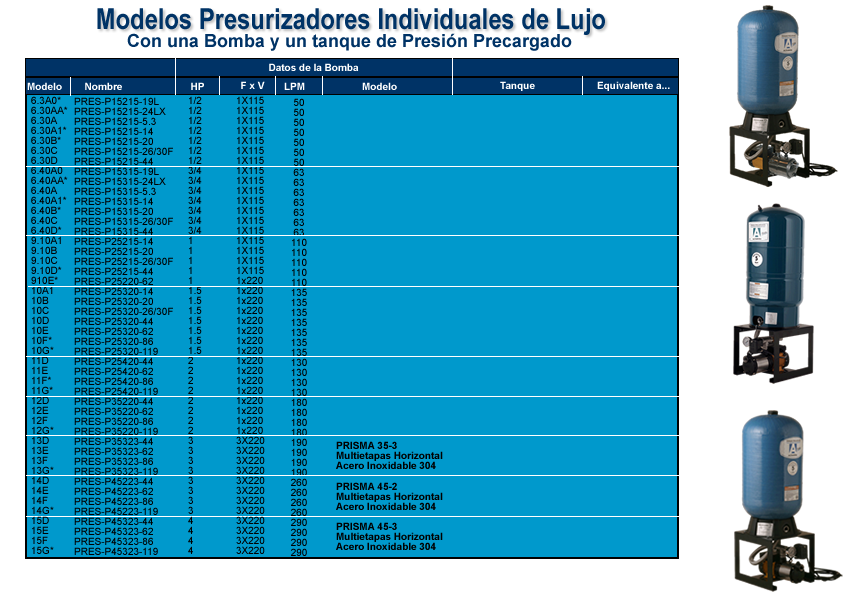 Modelos Presurizadores Individuales de Lujo
Con una Bomba y un tanque de Presión Precargado
Datos de la Bomba
Modelo Nombre HP F x V LPM Modelo Tanque Equivalente a...
6.3A0* PRES-P15215-19L 1/2 1X115 50
6.30AA* PRES-P15215-24LX 1/2 1X115 50
6.30A PRES-P15215-5.3 1/2 1X115 50
6.30A1* PRES-P15215-14 1/2 1X115 50
6.30B* PRES-P15215-20 1/2 1X115 50
6.30C PRES-P15215-26/30F 1/2 1X115 50
6.30D PRES-P15215-44 1/2 1X115 50
6.40A0 PRES-P15315-19L 3/4 1X115 63
6.40AA* PRES-P15315-24LX 3/4 1X115 63
6.40A PRES-P15315-5.3 3/4 1X115 63
6.40A1* PRES-P15315-14 3/4 1X115 63
6.40B* PRES-P15315-20 3/4 1X115 63
6.40C PRES-P15315-26/30F 3/4 1X115 63
6.40D* PRES-P15315-44 3/4 1X115 63
9.10A1 PRES-P25215-14 1 1X115 110
9.10B PRES-P25215-20 1 1X115 110
9.10C PRES-P25215-26/30F 1 1X115 110
9.10D* PRES-P25215-44 1 1X115 110
910E* PRES-P25220-62 1 1x220 110
10A1 PRES-P25320-14 1.5 1x220 135
10B PRES-P25320-20 1.5 1x220 135
10C PRES-P25320-26/30F 1.5 1x220 135
10D PRES-P25320-44 1.5 1x220 135
10E PRES-P25320-62 1.5 1x220 135
10F* PRES-P25320-86 1.5 1x220 135
10G* PRES-P25320-119 1.5 1x220 135
11D PRES-P25420-44 2 1x220 130
11E PRES-P25420-62 2 1x220 130
11F* PRES-P25420-86 2 1x220 130
11G* PRES-P25420-119 2 1x220 130
12D PRES-P35220-44 2 1x220 180
12E PRES-P35220-62 2 1x220 180
12F PRES-P35220-86 2 1x220 180
12G* PRES-P35220-119 2 1x220 180
13D PRES-P35323-44 3 3X220 190 PRISMA 35-3
13E PRES-P35323-62 3 3X220 190 Multietapas Horizontal
13F PRES-P35323-86 3 3X220 190 Acero Inoxidable 304
13G* PRES-P35323-119 3 3X220 190
14D PRES-P45223-44 3 3X220 260 PRISMA 45-2
14E PRES-P45223-62 3 3X220 260 Multietapas Horizontal
14F PRES-P45223-86 3 3X220 260 Acero Inoxidable 304
14G* PRES-P45223-119 3 3X220 260
15D PRES-P45323-44 4 3X220 290 PRISMA 45-3
15E PRES-P45323-62 4 3X220 290 Multietapas Horizontal
15F PRES-P45323-86 4 3X220 290 Acero Inoxidable 304
15G* PRES-P45323-119 4 3X220 290